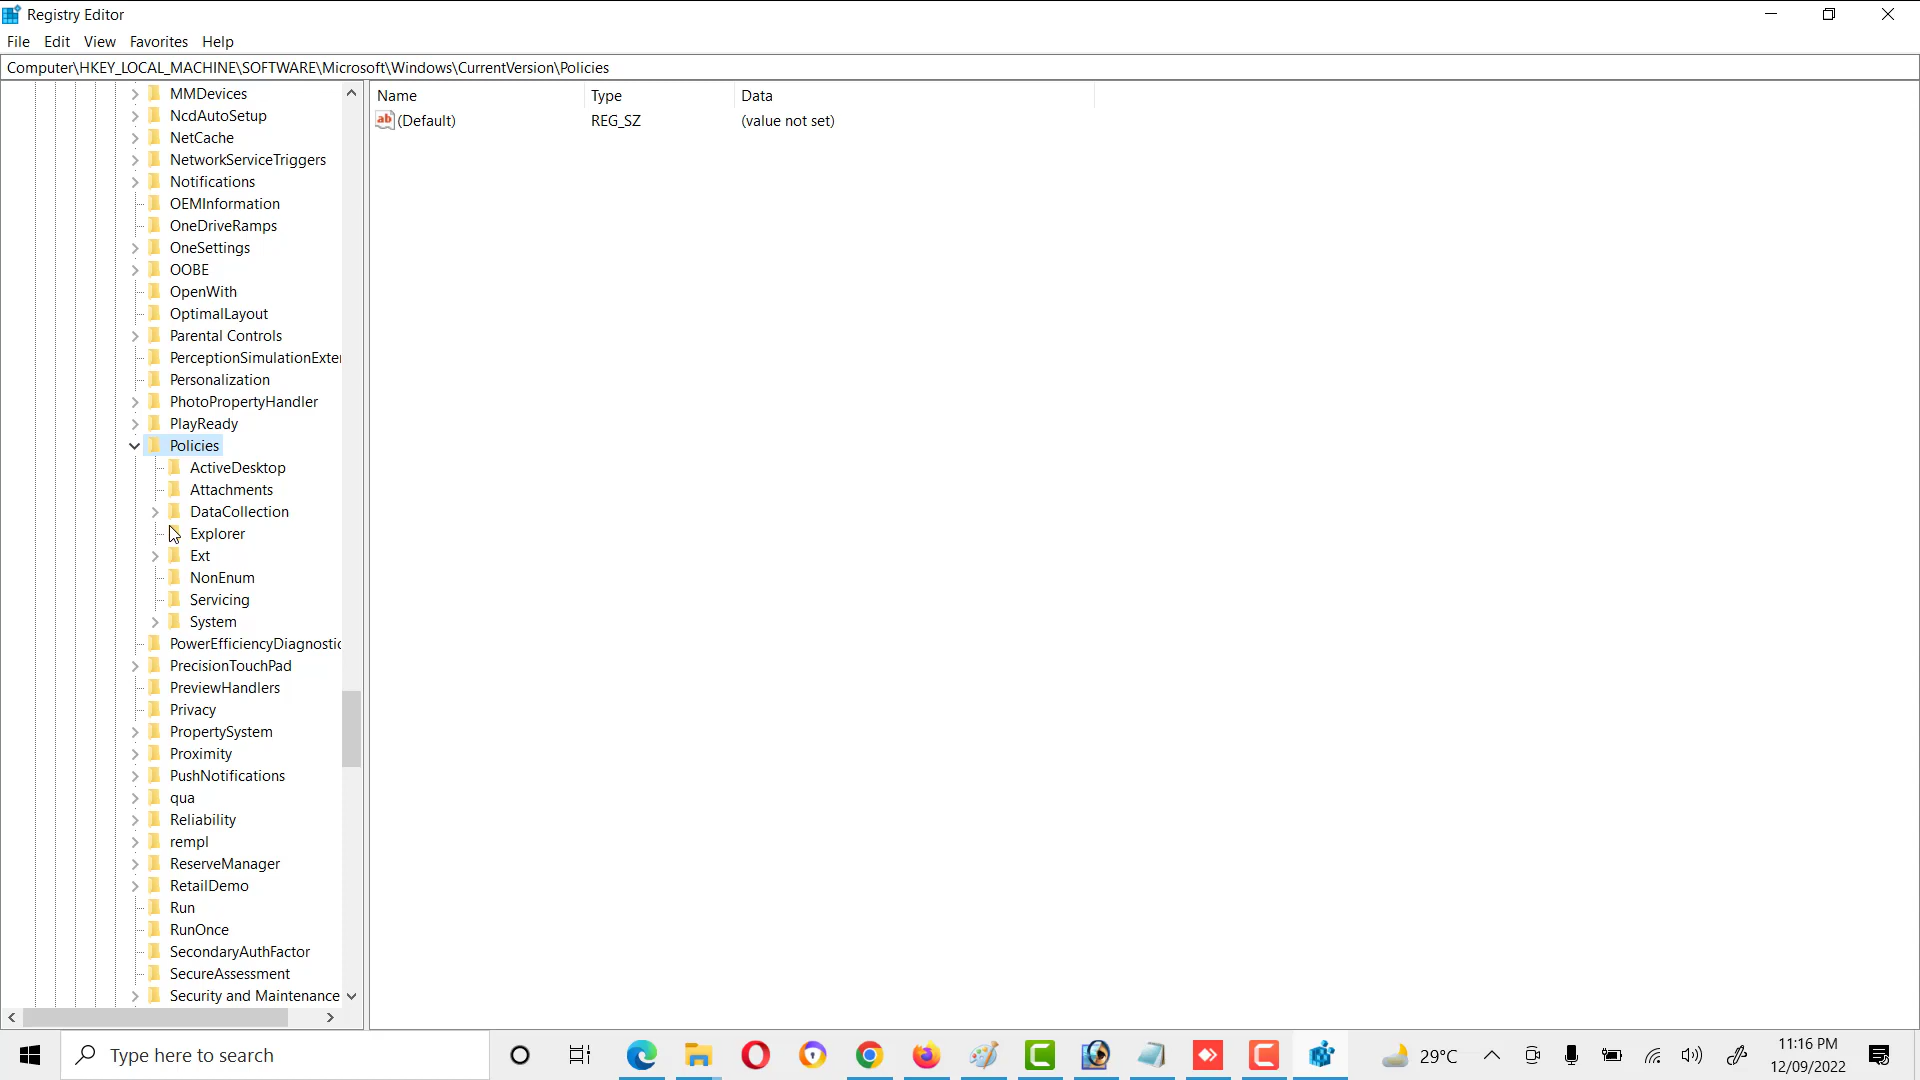 Registry Editor
File Edit View Favorites Help
Computer\HKEY_LOCAL_MACHINE\SOFTWARE\Microsoft\Windows\CurrentVersion\Policies
MMDevices
NcdAutoSetup
NetCache
NetworkServiceTriggers
Notifications
OEMInformation
OneDriveRamps
OneSettings
OOBE
OpenWith
OptimalLayout
Parental Controls
PerceptionSimulationExte
Personalization
PhotoPropertyHandler
PlayReady
Policies
ActiveDesktop
Attachments
DataCollection
Explorer
Ext
NonEnum
Servicing
System
PowerEfficiencyDiagnostic
PrecisionTouchPad
PreviewHandlers
Privacy
PropertySystem
Proximity
PushNotifications
qua
Reliability
rempl
ReserveManager
RetailDemo
Run
RunOnce
SecondaryAuthFactor
SecureAssessment
Security and Maintenance
Name Type Data
ab (Default) REG_SZ (value not set)
Type here to search
29°C
11:16 PM
12/09/2022